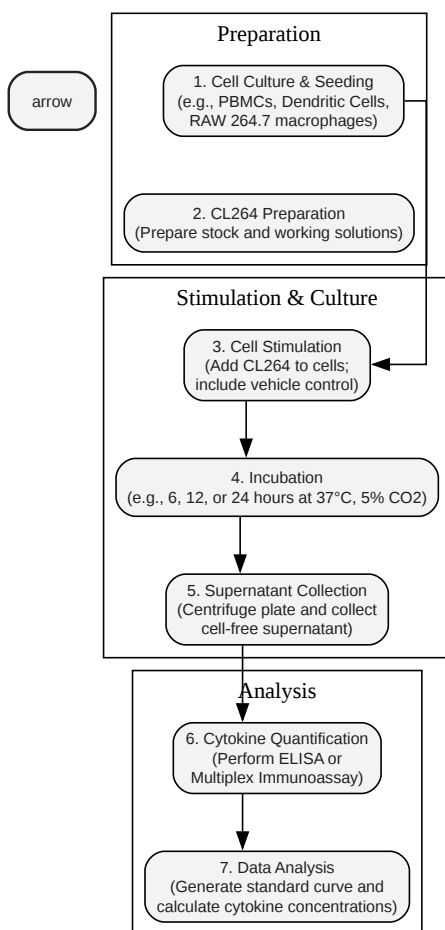 Preparation
arrow
1. Cell Culture & Seeding
(e.g., PBMCs, Dendritic Cells,
RAW 264.7 macrophages)
2. CL264 Preparation
(Prepare stock and working solutions)
Stimulation & Culture
3. Cell Stimulation
(Add CL264 to cells;
include vehicle control)
4. Incubation
(e.g., 6, 12, or 24 hours at 37°C, 5% CO2)
5. Supernatant Collection
(Centrifuge plate and collect
cell-free supernatant)
Analysis
6. Cytokine Quantification
(Perform ELISA or
Multiplex Immunoassay)
7. Data Analysis
(Generate standard curve and
calculate cytokine concentrations)